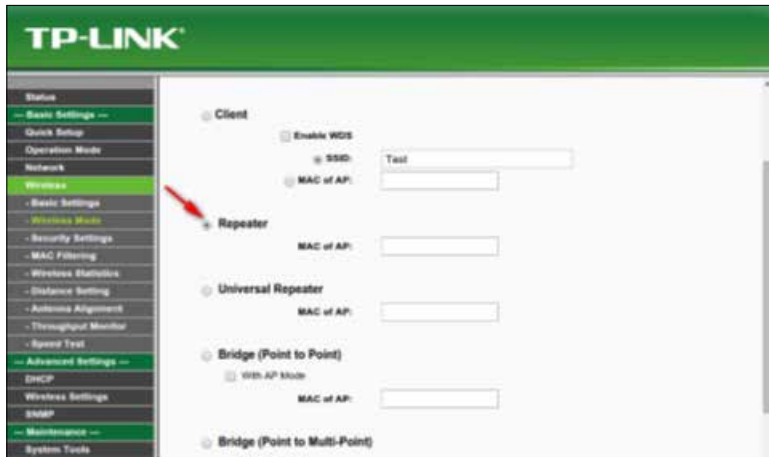 TP-LINK
Status
— Basic Settings —
Quick Setup
Operation Mode
Network
Wireless
- Basic Settings
- Wireless Mode
- Security Settings
- MAC Filtering
- Wireless Statistics
- Distance Setting
- Antenna Alignment
- Throughput Monitor
- Speed Test
— Advanced Settings —
DHCP
Wireless Settings
SNMP
— Maintenance —
System Tools
Client
Enable WDS
SSID: Test
MAC of AP:
Repeater
MAC of AP:
Universal Repeater
MAC of AP:
Bridge (Point to Point)
With AP Mode
MAC of AP:
Bridge (Point to Multi-Point)